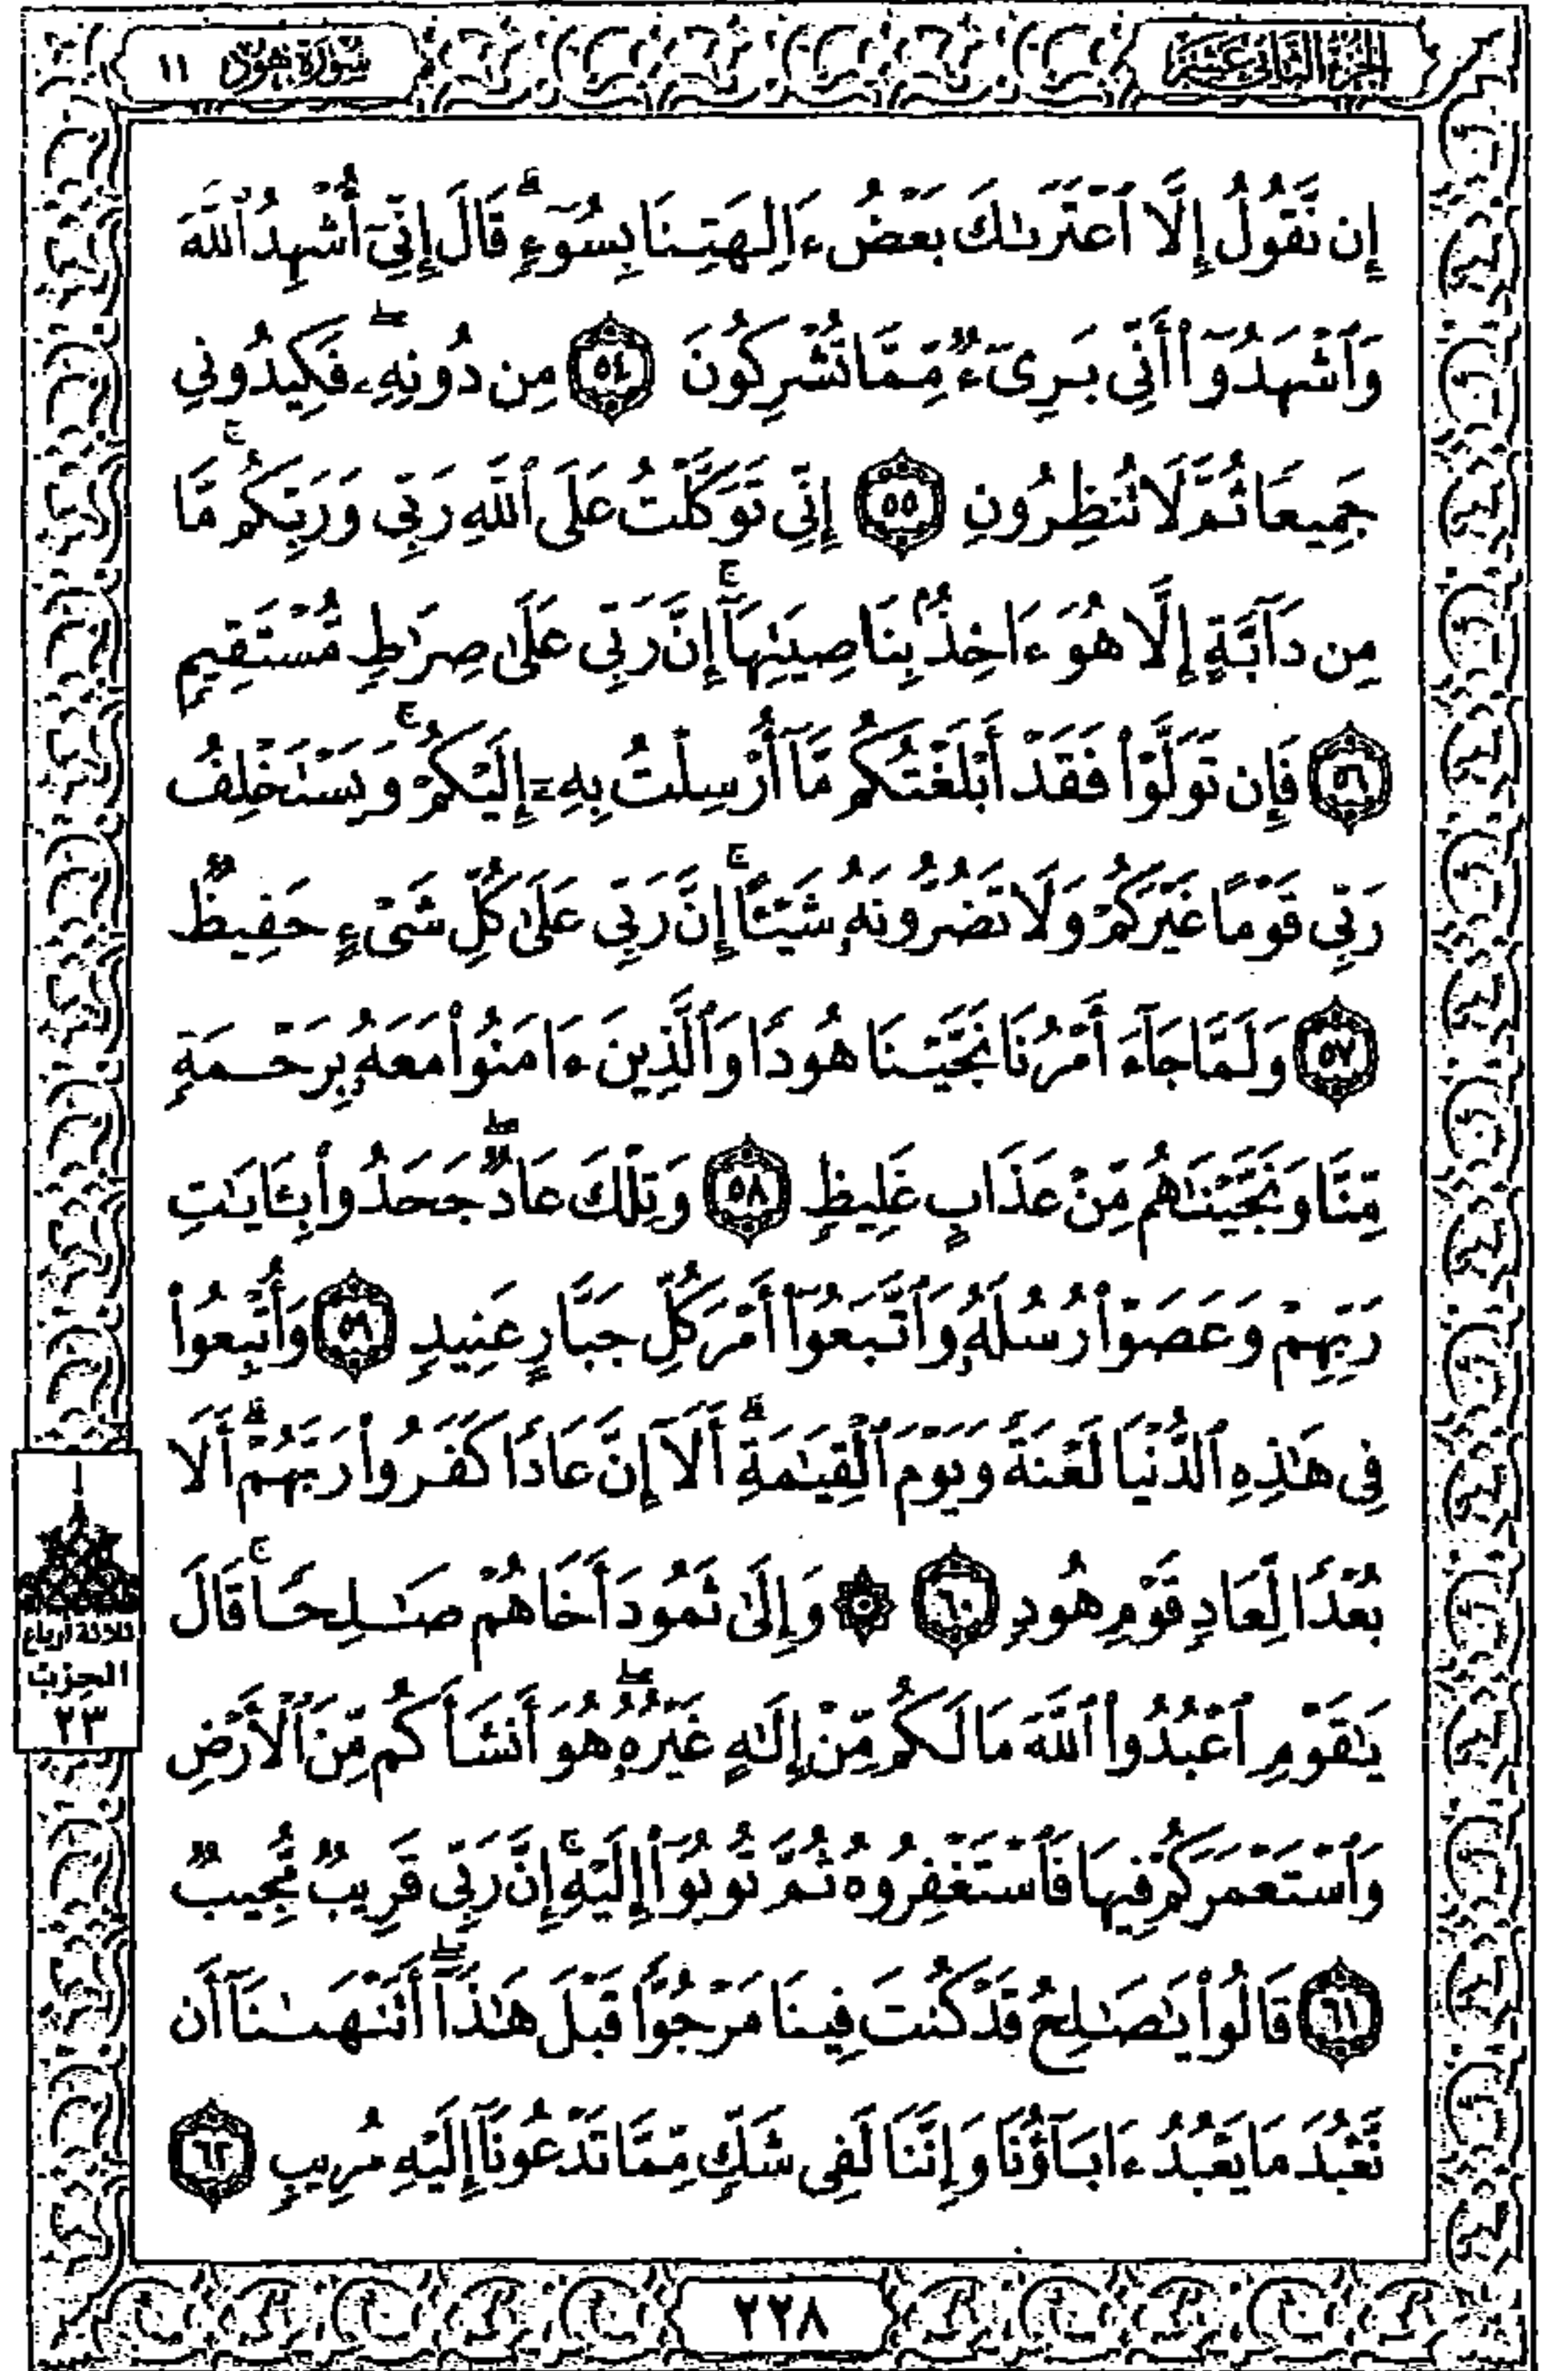 الجزء الثاني عشر
سورة هود ١١
إِن نَّقُولُ إِلَّا ٱعْتَرَىٰكَ بَعْضُ ءَالِهَتِنَا بِسُوٓءٍ ۗ قَالَ إِنِّىٓ أُشْهِدُ ٱللَّهَ
وَٱشْهَدُوٓا۟ أَنِّى بَرِىٓءٌ مِّمَّا تُشْرِكُونَ ٥٤ مِن دُونِهِۦ ۖ فَكِيدُونِى
جَمِيعًا ثُمَّ لَا تُنظِرُونِ ٥٥ إِنِّى تَوَكَّلْتُ عَلَى ٱللَّهِ رَبِّى وَرَبِّكُم ۚ مَّا
مِن دَآبَّةٍ إِلَّا هُوَ ءَاخِذٌۢ بِنَاصِيَتِهَآ ۚ إِنَّ رَبِّى عَلَىٰ صِرَٰطٍ مُّسْتَقِيمٍ
٥٦ فَإِن تَوَلَّوْا۟ فَقَدْ أَبْلَغْتُكُم مَّآ أُرْسِلْتُ بِهِۦٓ إِلَيْكُمْ ۚ وَيَسْتَخْلِفُ
رَبِّى قَوْمًا غَيْرَكُمْ وَلَا تَضُرُّونَهُۥ شَيْـًٔا ۚ إِنَّ رَبِّى عَلَىٰ كُلِّ شَىْءٍ حَفِيظٌ
٥٧ وَلَمَّا جَآءَ أَمْرُنَا نَجَّيْنَا هُودًا وَٱلَّذِينَ ءَامَنُوا۟ مَعَهُۥ بِرَحْمَةٍ
مِّنَّا وَنَجَّيْنَٰهُم مِّنْ عَذَابٍ غَلِيظٍ ٥٨ وَتِلْكَ عَادٌ ۖ جَحَدُوا۟ بِـَٔايَٰتِ
رَبِّهِمْ وَعَصَوْا۟ رُسُلَهُۥ وَٱتَّبَعُوٓا۟ أَمْرَ كُلِّ جَبَّارٍ عَنِيدٍ ٥٩ وَأُتْبِعُوا۟
فِى هَٰذِهِ ٱلدُّنْيَا لَعْنَةً وَيَوْمَ ٱلْقِيَٰمَةِ ۗ أَلَآ إِنَّ عَادًا كَفَرُوا۟ رَبَّهُمْ ۗ أَلَا
بُعْدًا لِّعَادٍ قَوْمِ هُودٍ ٦٠ ۞ وَإِلَىٰ ثَمُودَ أَخَاهُمْ صَٰلِحًا ۚ قَالَ
يَٰقَوْمِ ٱعْبُدُوا۟ ٱللَّهَ مَا لَكُم مِّنْ إِلَٰهٍ غَيْرُهُۥ ۖ هُوَ أَنشَأَكُم مِّنَ ٱلْأَرْضِ
وَٱسْتَعْمَرَكُمْ فِيهَا فَٱسْتَغْفِرُوهُ ثُمَّ تُوبُوٓا۟ إِلَيْهِ ۚ إِنَّ رَبِّى قَرِيبٌ مُّجِيبٌ
٦١ قَالُوا۟ يَٰصَٰلِحُ قَدْ كُنتَ فِينَا مَرْجُوًّا قَبْلَ هَٰذَآ ۖ أَتَنْهَىٰنَآ أَن
نَّعْبُدَ مَا يَعْبُدُ ءَابَآؤُنَا وَإِنَّنَا لَفِى شَكٍّ مِّمَّا تَدْعُونَآ إِلَيْهِ مُرِيبٍ ٦٢
ثلاثة أرباع
الحزب
٢٣
٢٢٨